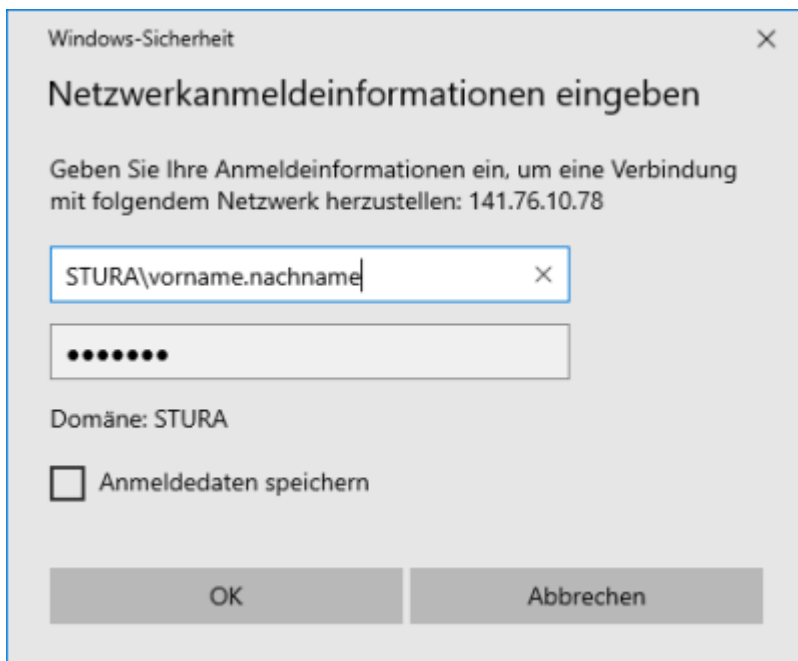 Windows-Sicherheit
Netzwerkanmeldeinformationen eingeben
Geben Sie Ihre Anmeldeinformationen ein, um eine Verbindung
mit folgendem Netzwerk herzustellen: 141.76.10.78
STURA\vorname.nachname
●●●●●●●
Domäne: STURA
Anmeldedaten speichern
OK
Abbrechen